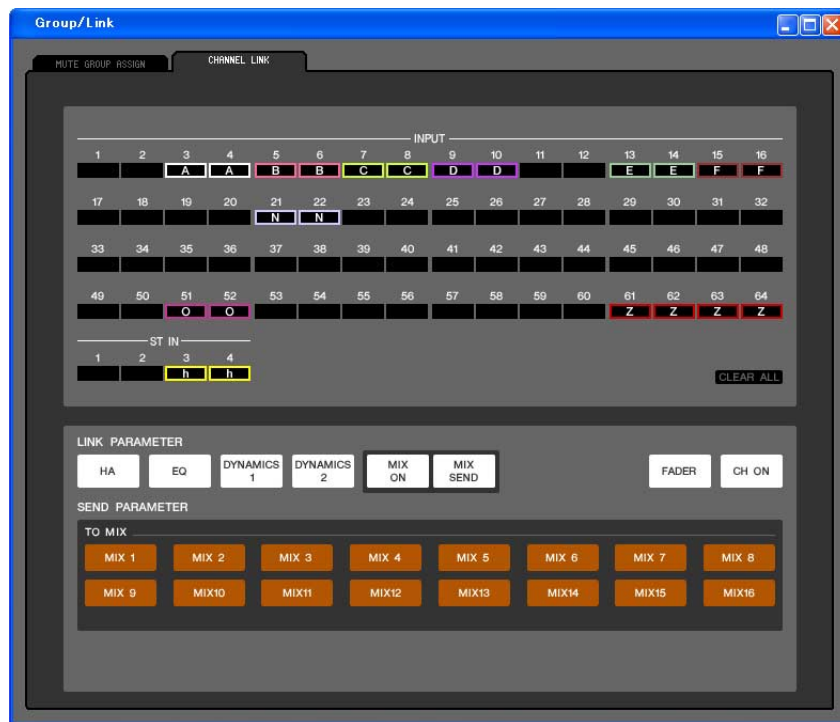 Group/Link
MUTE GROUP ASSIGN CHANNEL LINK
INPUT
1 2 3 4 5 6 7 8 9 10 11 12 13 14 15 16
A A B B C C D D E E F F
17 18 19 20 21 22 23 24 25 26 27 28 29 30 31 32
N N
33 34 35 36 37 38 39 40 41 42 43 44 45 46 47 48
49 50 51 52 53 54 55 56 57 58 59 60 61 62 63 64
O O Z Z Z Z
ST IN
1 2 3 4
h h
CLEAR ALL
LINK PARAMETER
HA EQ DYNAMICS 1 DYNAMICS 2 MIX ON MIX SEND FADER CH ON
SEND PARAMETER
TO MIX
MIX 1 MIX 2 MIX 3 MIX 4 MIX 5 MIX 6 MIX 7 MIX 8
MIX 9 MIX10 MIX11 MIX12 MIX13 MIX14 MIX15 MIX16